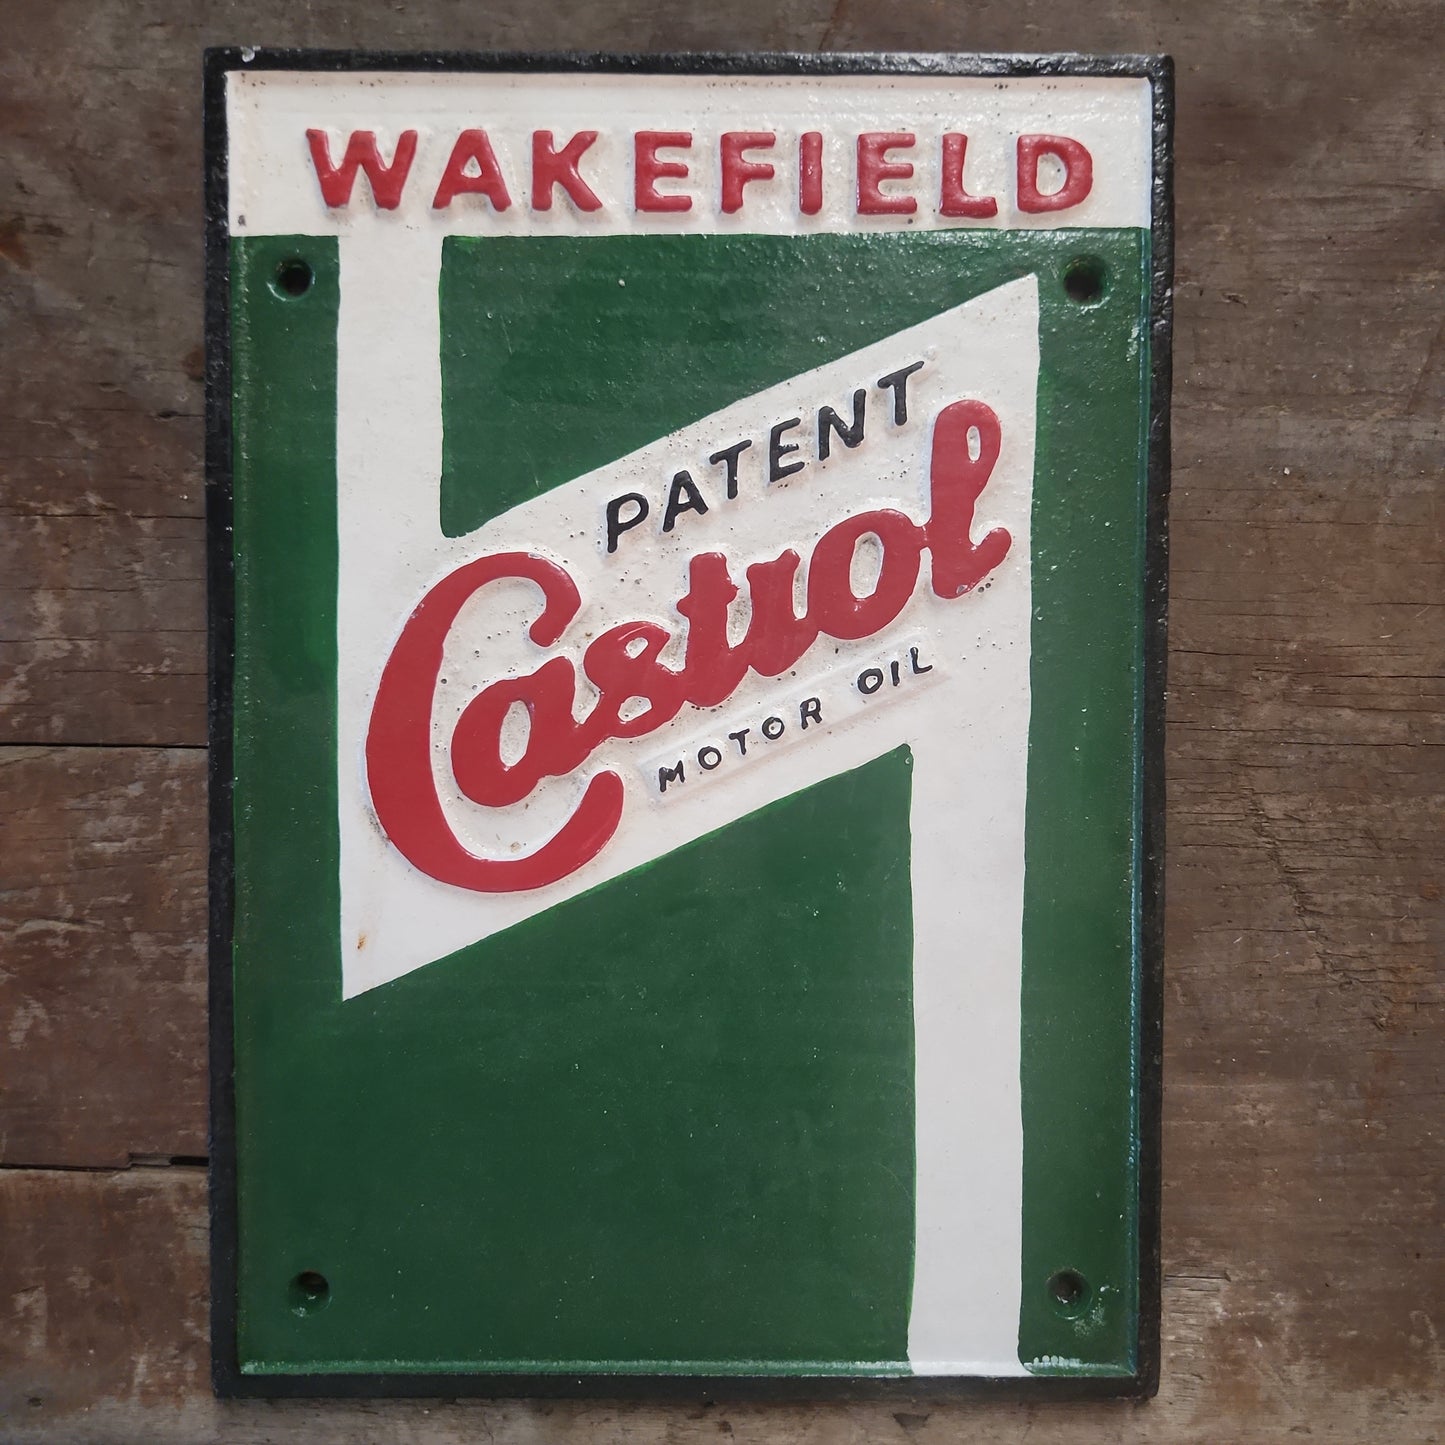 WAKEFIELD
PATENT
Castrol
MOTOR OIL